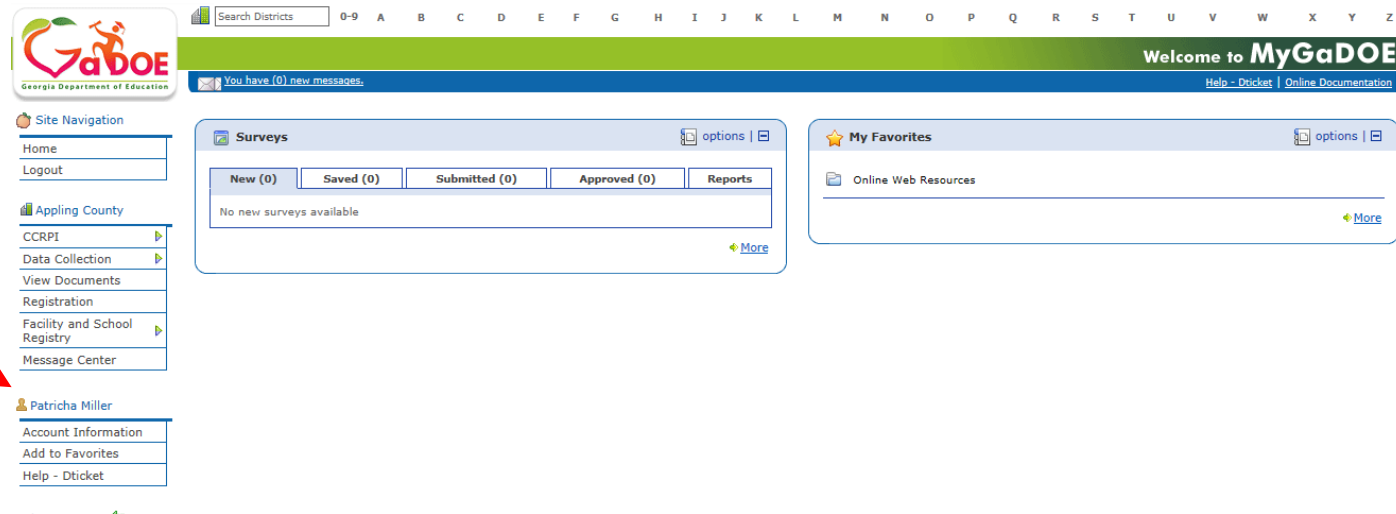 Search Districts 0-9 A B C D E F G H I J K L M N O P Q R S T U V W X Y Z
GaDOE
Georgia Department of Education
Welcome to MyGaDOE
You have (0) new messages.
Help - Dticket | Online Documentation
Site Navigation
Home
Logout
Appling County
CCRPI
Data Collection
View Documents
Registration
Facility and School
Registry
Message Center
Patricha Miller
Account Information
Add to Favorites
Help - Dticket
Surveys options |
New (0) Saved (0) Submitted (0) Approved (0) Reports
No new surveys available
More
My Favorites options |
Online Web Resources
More